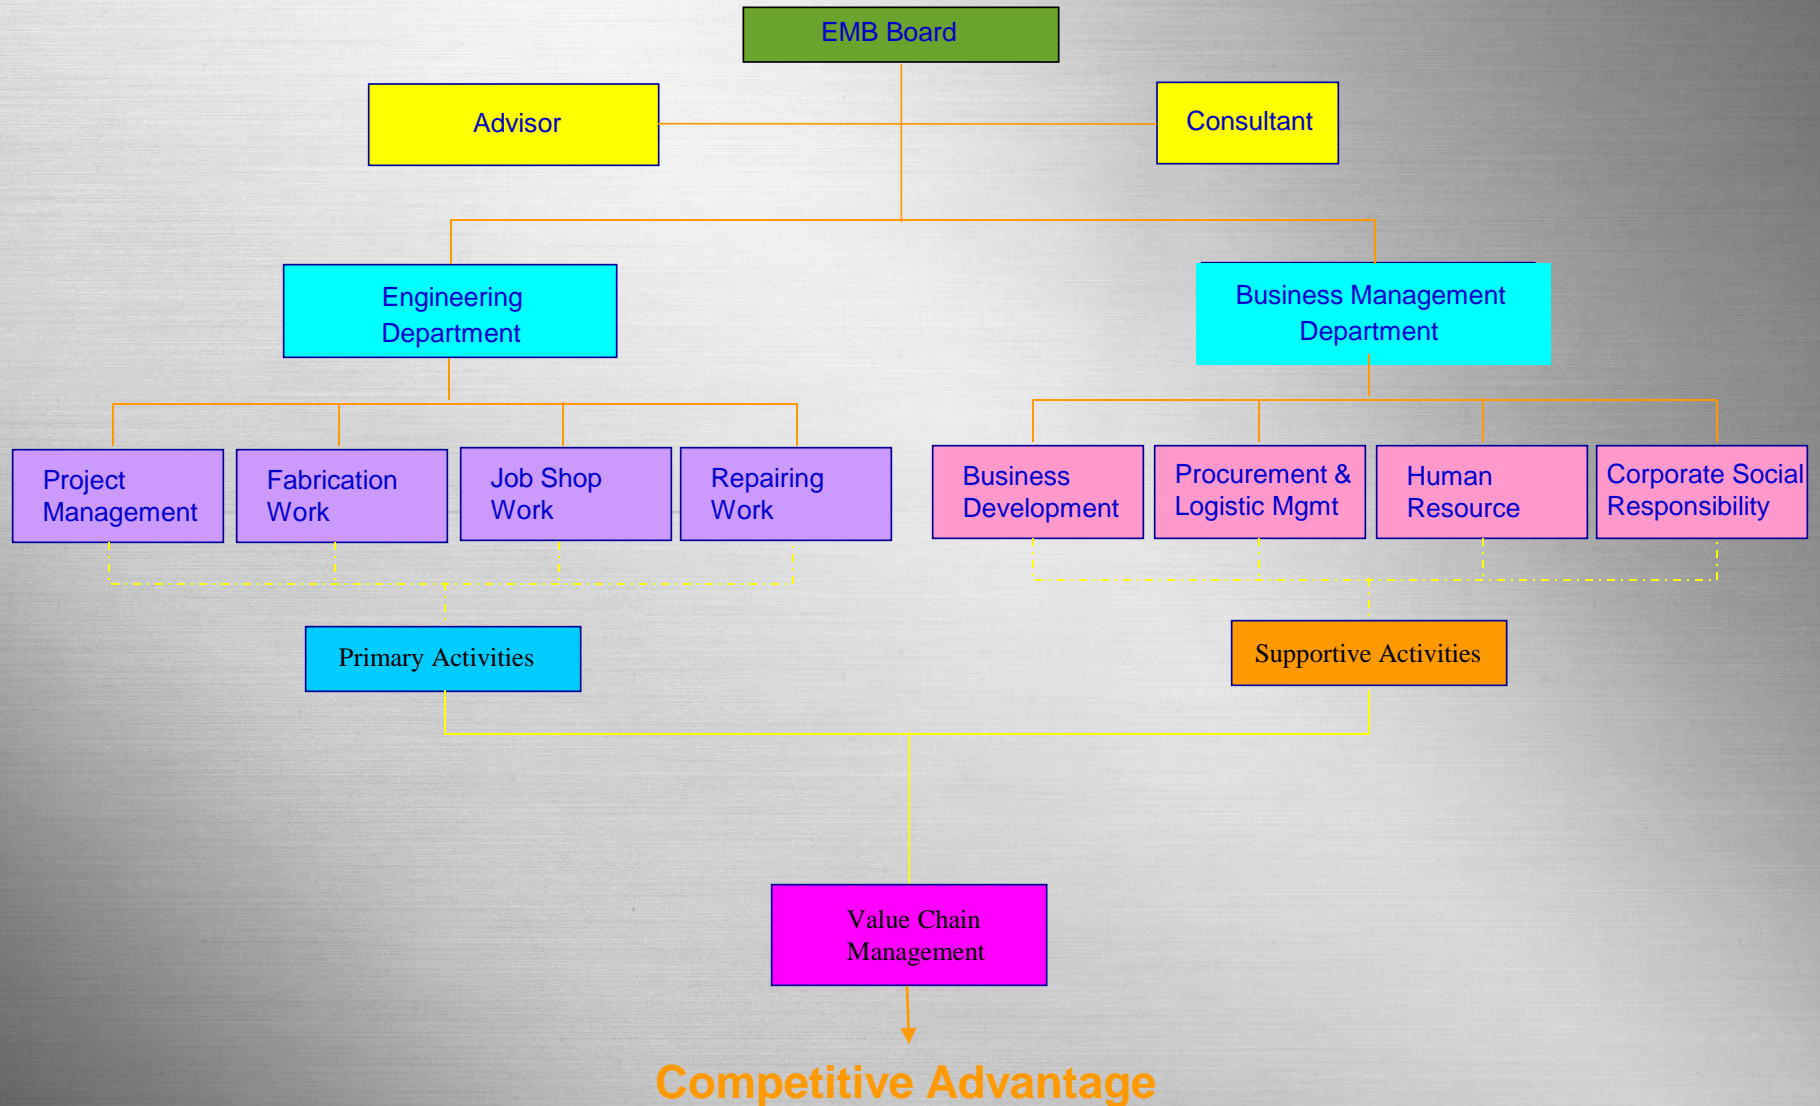 EMB Board
Advisor
Consultant
Engineering
Department
Business Management
Department
Project
Management
Fabrication
Work
Job Shop
Work
Repairing
Work
Business
Development
Procurement &
Logistic Mgmt
Human
Resource
Corporate Social
Responsibility
Primary Activities
Supportive Activities
Value Chain
Management
Competitive Advantage